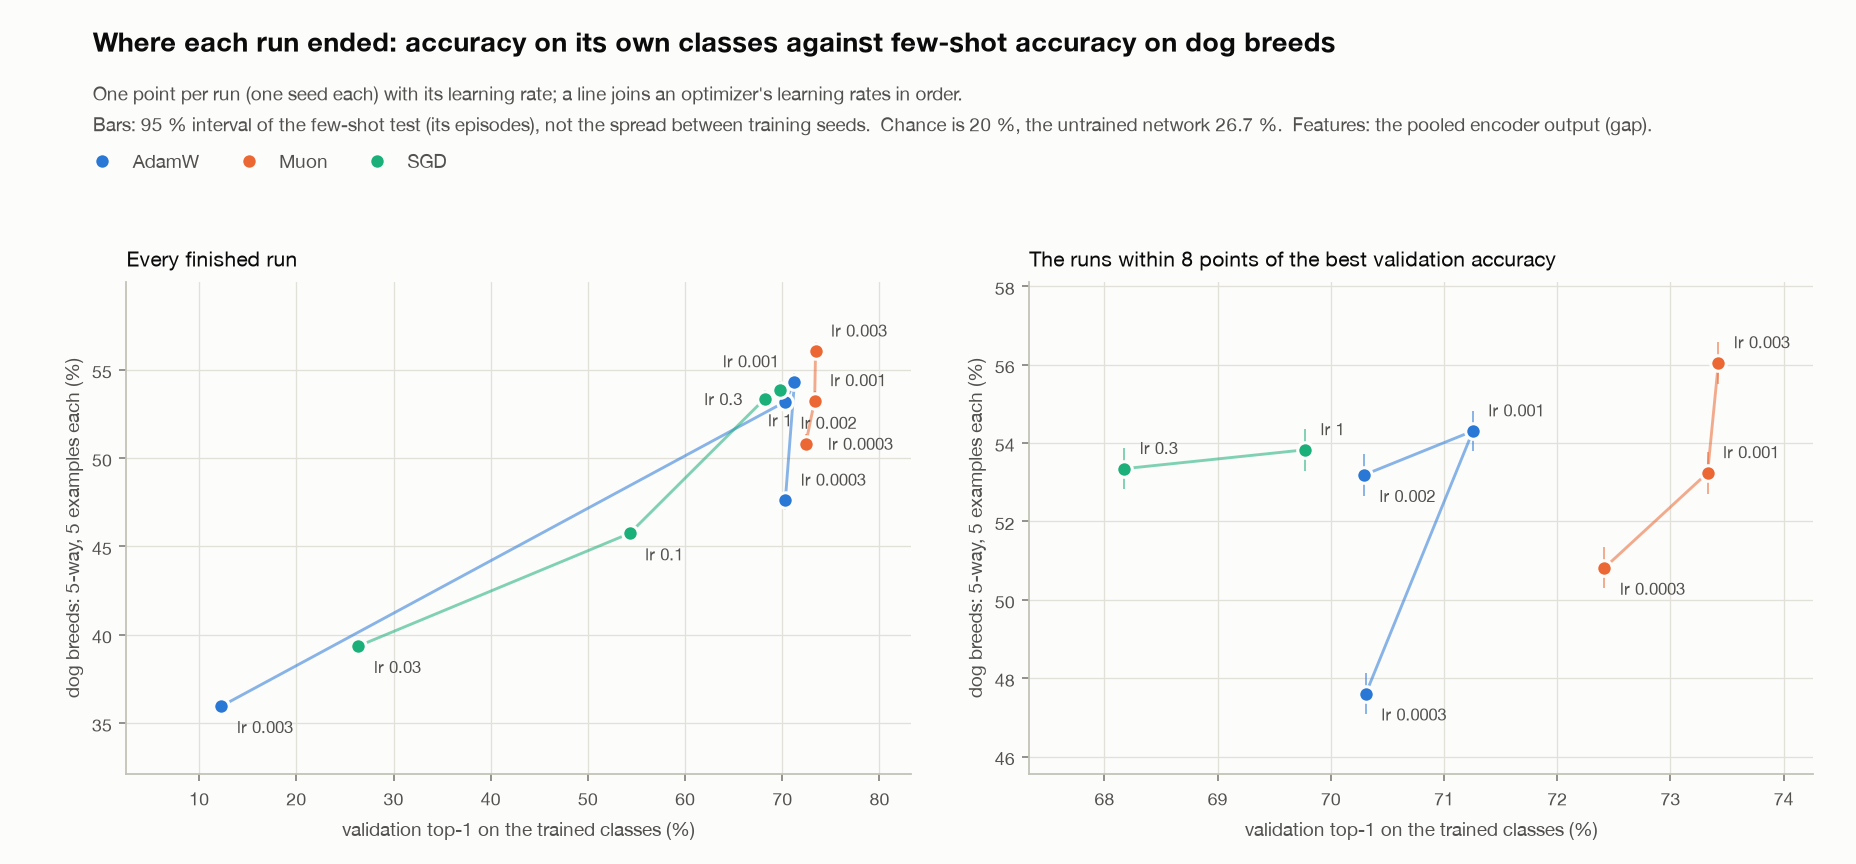 Where each run ended: accuracy on its own classes against few-shot accuracy on dog breeds
One point per run (one seed each) with its learning rate; a line joins an optimizer's learning rates in order.
Bars: 95 % interval of the few-shot test (its episodes), not the spread between training seeds.  Chance is 20 %, the untrained network 26.7 %.  Features: the pooled encoder output (gap).
AdamW
Muon
SGD
Every finished run
dog breeds: 5-way, 5 examples each (%)
55
50
45
40
35
lr 0.003
lr 0.001
lr 0.001
lr 0.3
lr 1
lr 0.002
lr 0.0003
lr 0.0003
lr 0.1
lr 0.03
lr 0.003
10
20
30
40
50
60
70
80
validation top-1 on the trained classes (%)
The runs within 8 points of the best validation accuracy
dog breeds: 5-way, 5 examples each (%)
58
56
54
52
50
48
46
lr 0.003
lr 0.001
lr 1
lr 0.3
lr 0.001
lr 0.002
lr 0.0003
lr 0.0003
68
69
70
71
72
73
74
validation top-1 on the trained classes (%)